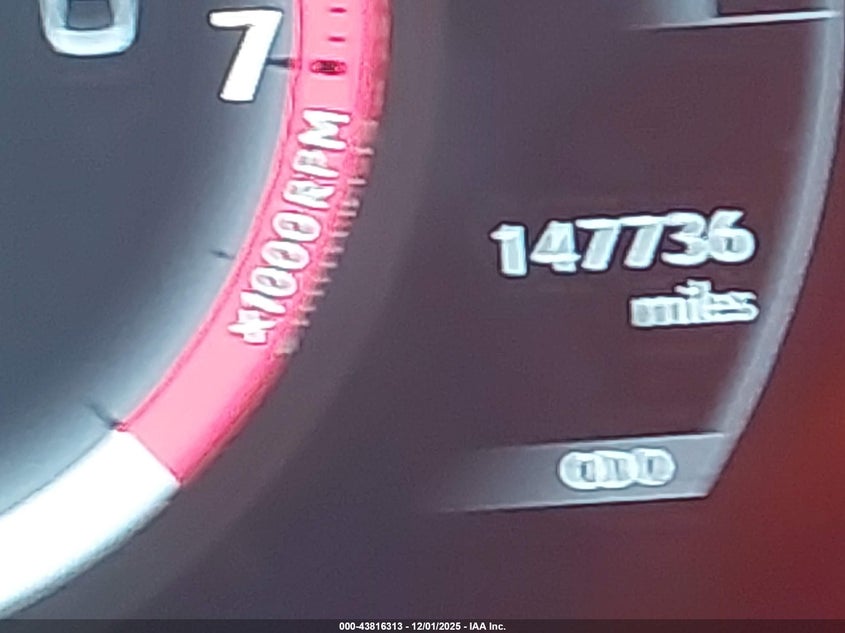 7
x1000RPM
147736
miles
ODO
000-43816313 - 12/01/2025 - IAA Inc.